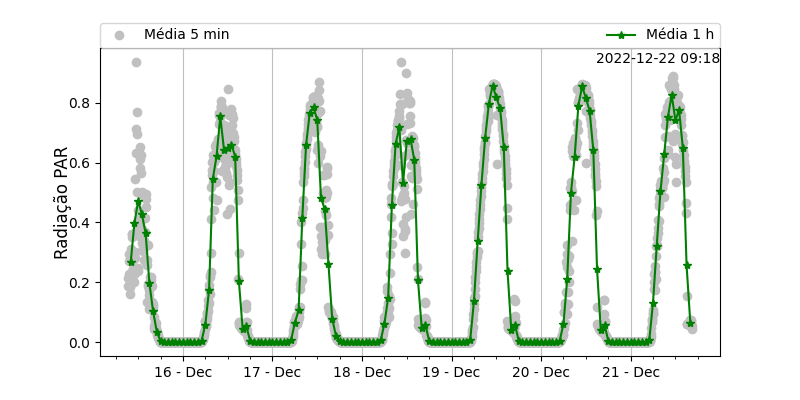 Média 5 min
Média 1 h
2022-12-22 09:18
Radiação PAR
0.8
0.6
0.4
0.2
0.0
16 - Dec
17 - Dec
18 - Dec
19 - Dec
20 - Dec
21 - Dec